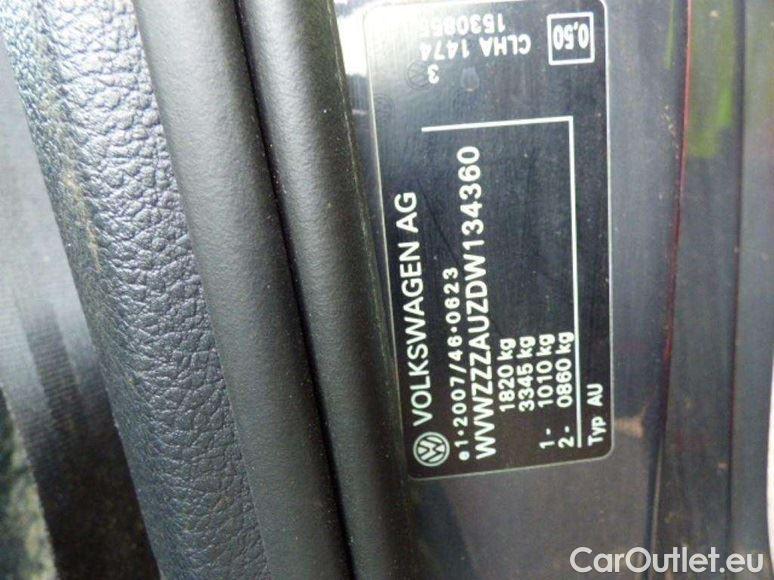 VOLKSWAGEN AG
e1*2007/46*0623
WVWZZZAUZDW134360
1820 kg
3345 kg
1- 1010 kg
2- 0860 kg
Typ AU
3
CLHA 1474
0,50
CarOutlet.eu